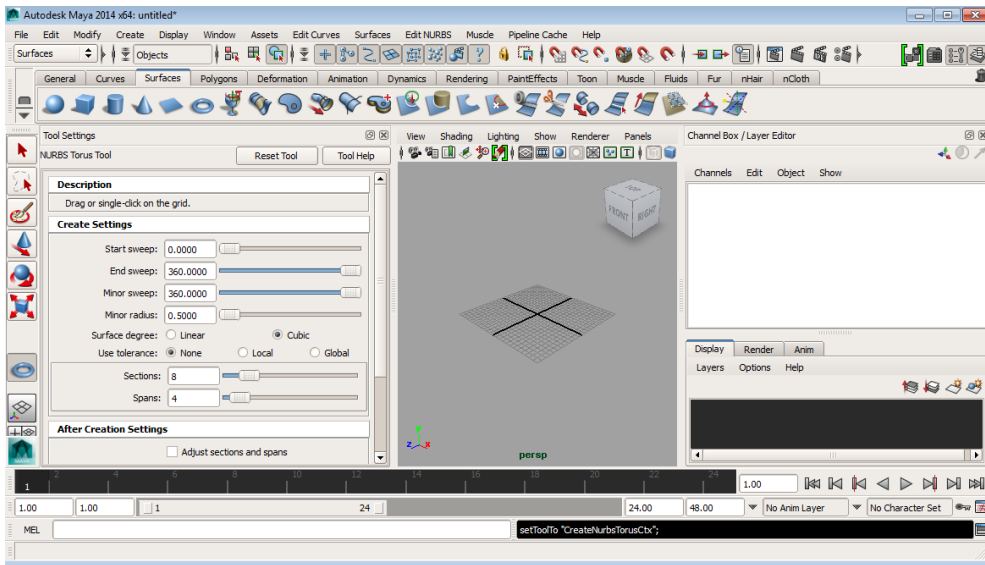 Autodesk Maya 2014 x64: untitled*
File Edit Modify Create Display Window Assets Edit Curves Surfaces Edit NURBS Muscle Pipeline Cache Help
Surfaces Objects
General Curves Surfaces Polygons Deformation Animation Dynamics Rendering PaintEffects Toon Muscle Fluids Fur nHair nCloth
Tool Settings
NURBS Torus Tool Reset Tool Tool Help
Description
Drag or single-click on the grid.
Create Settings
Start sweep: 0.0000
End sweep: 360.0000
Minor sweep: 360.0000
Minor radius: 0.5000
Surface degree: Linear Cubic
Use tolerance: None Local Global
Sections: 8
Spans: 4
After Creation Settings
Adjust sections and spans
View Shading Lighting Show Renderer Panels
TOP
FRONT RIGHT
y
z x
persp
Channel Box / Layer Editor
Channels Edit Object Show
Display Render Anim
Layers Options Help
2 4 6 8 10 12 14 16 18 20 22 24
1 1.00
1.00 1.00 1 24 24.00 48.00 No Anim Layer No Character Set
MEL setToolTo "CreateNurbsTorusCtx";